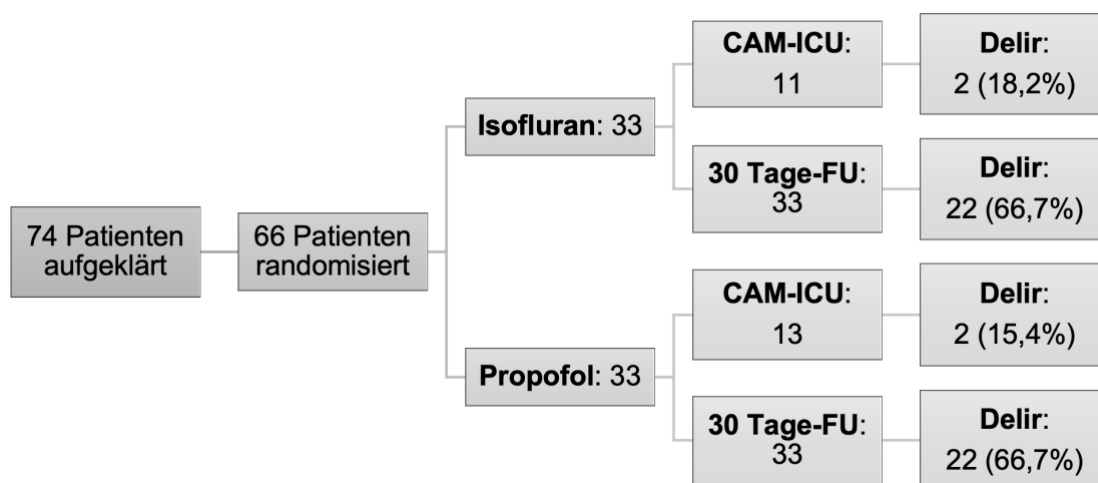 74 Patienten
aufgeklärt
66 Patienten
randomisiert
Isofluran: 33
CAM-ICU:
11
Delir:
2 (18,2%)
30 Tage-FU:
33
Delir:
22 (66,7%)
Propofol: 33
CAM-ICU:
13
Delir:
2 (15,4%)
30 Tage-FU:
33
Delir:
22 (66,7%)